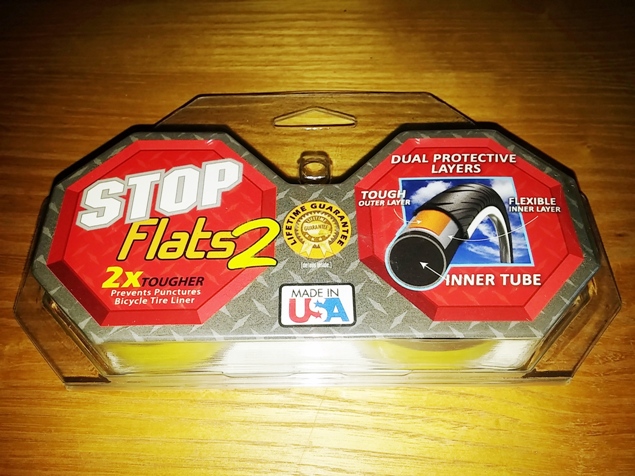 STOP
Flats2
2x TOUGHER
Prevents Punctures
Bicycle Tire Liner
LIFETIME GUARANTEE
GUARANTEE
MADE IN
USA
DUAL PROTECTIVE
LAYERS
TOUGH
OUTER LAYER
FLEXIBLE
INNER LAYER
INNER TUBE